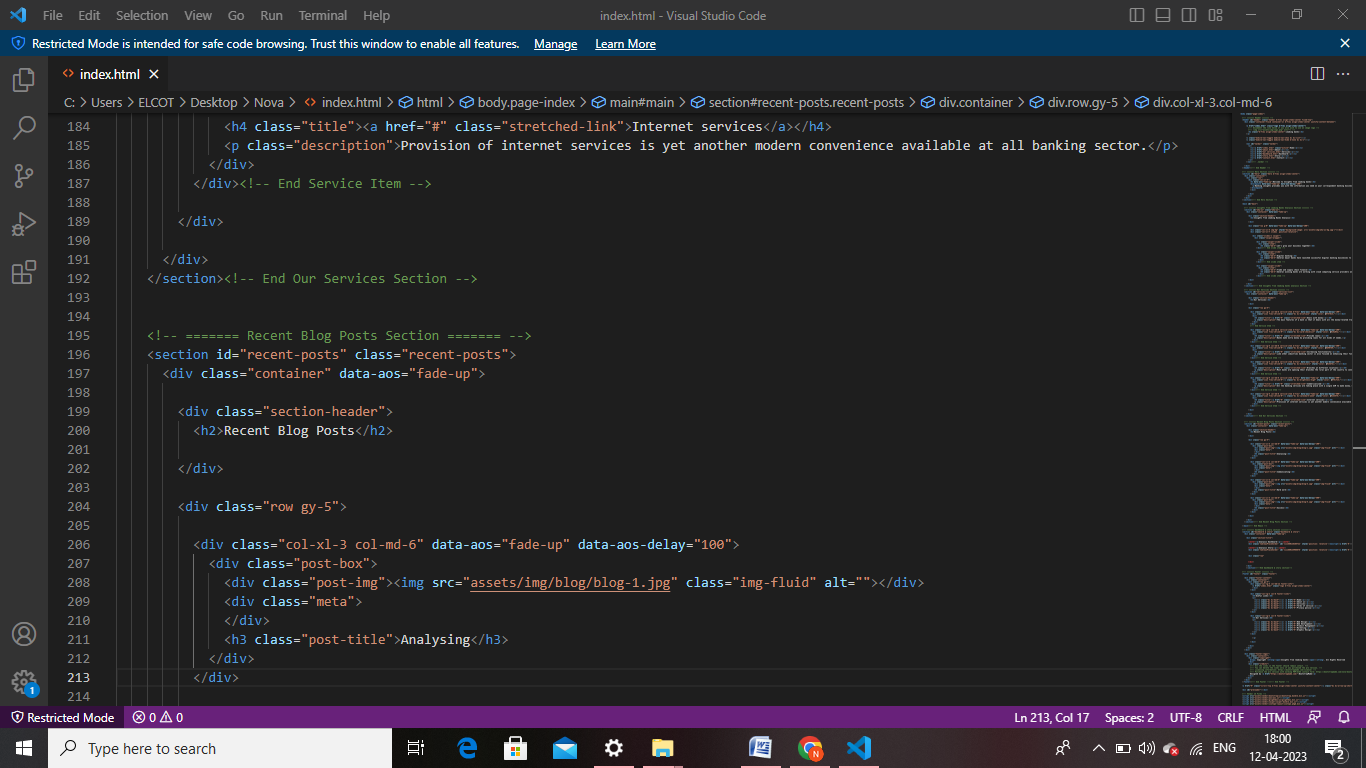 File Edit Selection View Go Run Terminal Help index.html - Visual Studio Code
Restricted Mode is intended for safe code browsing. Trust this window to enable all features. Manage Learn More
index.html
C: > Users > ELCOT > Desktop > Nova > index.html > html > body.page-index > main#main > section#recent-posts.recent-posts > div.container > div.row.gy-5 > div.col-xl-3.col-md-6
184 <h4 class="title"><a href="#" class="stretched-link">Internet services</a></h4>
185 <p class="description">Provision of internet services is yet another modern convenience available at all banking sector.</p>
186 </div>
187 </div><!-- End Service Item -->
188
189 </div>
190
191 </div>
192 </section><!-- End Our Services Section -->
193
194
195 <!-- ======= Recent Blog Posts Section ======= -->
196 <section id="recent-posts" class="recent-posts">
197 <div class="container" data-aos="fade-up">
198
199 <div class="section-header">
200 <h2>Recent Blog Posts</h2>
201
202 </div>
203
204 <div class="row gy-5">
205
206 <div class="col-xl-3 col-md-6" data-aos="fade-up" data-aos-delay="100">
207 <div class="post-box">
208 <div class="post-img"><img src="assets/img/blog/blog-1.jpg" class="img-fluid" alt=""></div>
209 <div class="meta">
210 </div>
211 <h3 class="post-title">Analysing</h3>
212 </div>
213 </div>
214
1
Restricted Mode 0 0 Ln 213, Col 17 Spaces: 2 UTF-8 CRLF HTML
Type here to search
N
ENG
18:00
12-04-2023
2